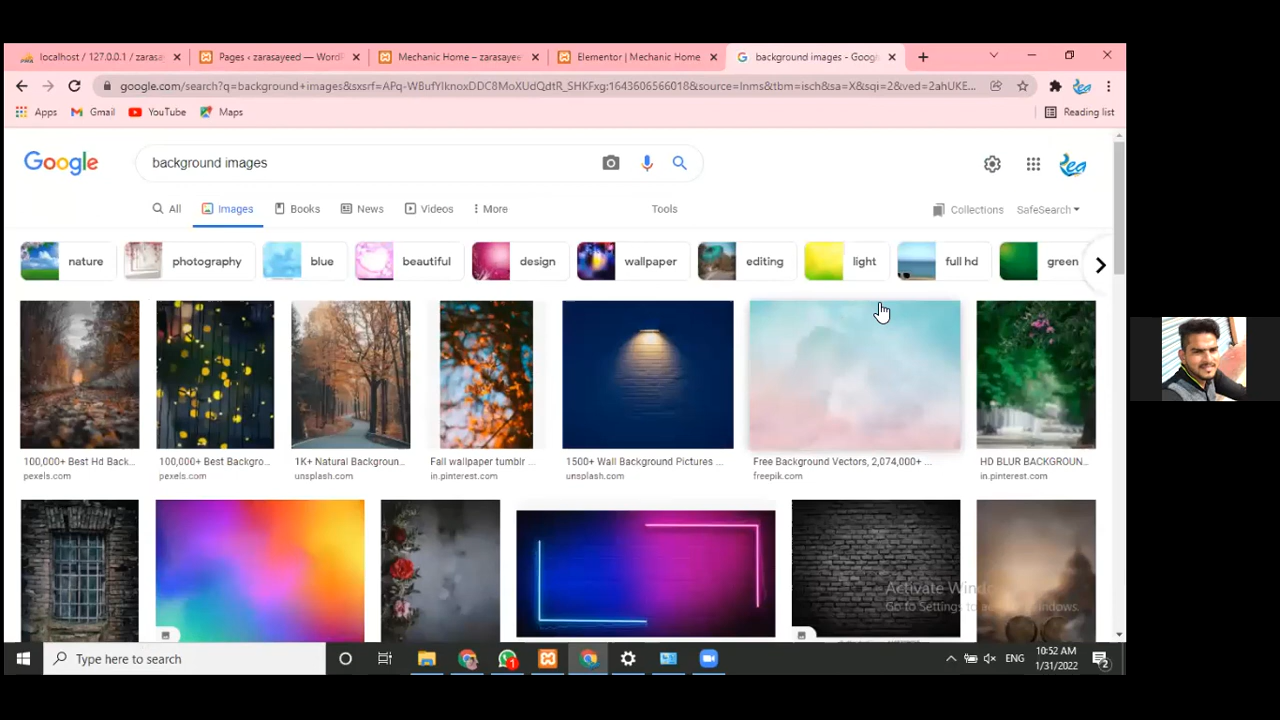 localhost / 127.0.0.1 / zarasa
Pages ‹ zarasayeed — WordP
Mechanic Home – zarasayee
Elementor | Mechanic Home
background images - Goog
google.com/search?q=background+images&sxsrf=APq-WBufYIknoxDDC8MoXUdQdtR_SHKFxg:1643606566018&source=lnms&tbm=isch&sa=X&sqi=2&ved=2ahUKE...
Apps
Gmail
YouTube
Maps
Reading list
Google
background images
All
Images
Books
News
Videos
More
Tools
Collections
SafeSearch
nature
photography
blue
beautiful
design
wallpaper
editing
light
full hd
green
100,000+ Best Hd Back...
pexels.com
100,000+ Best Backgro...
pexels.com
1K+ Natural Backgroun...
unsplash.com
Fall wallpaper tumblr ...
in.pinterest.com
1500+ Wall Background Pictures ...
unsplash.com
Free Background Vectors, 2,074,000+ ...
freepik.com
HD BLUR BACKGROUN...
in.pinterest.com
Activate Windo
Go to Settings to a indows.
Type here to search
1
ENG
10:52 AM
1/31/2022
2